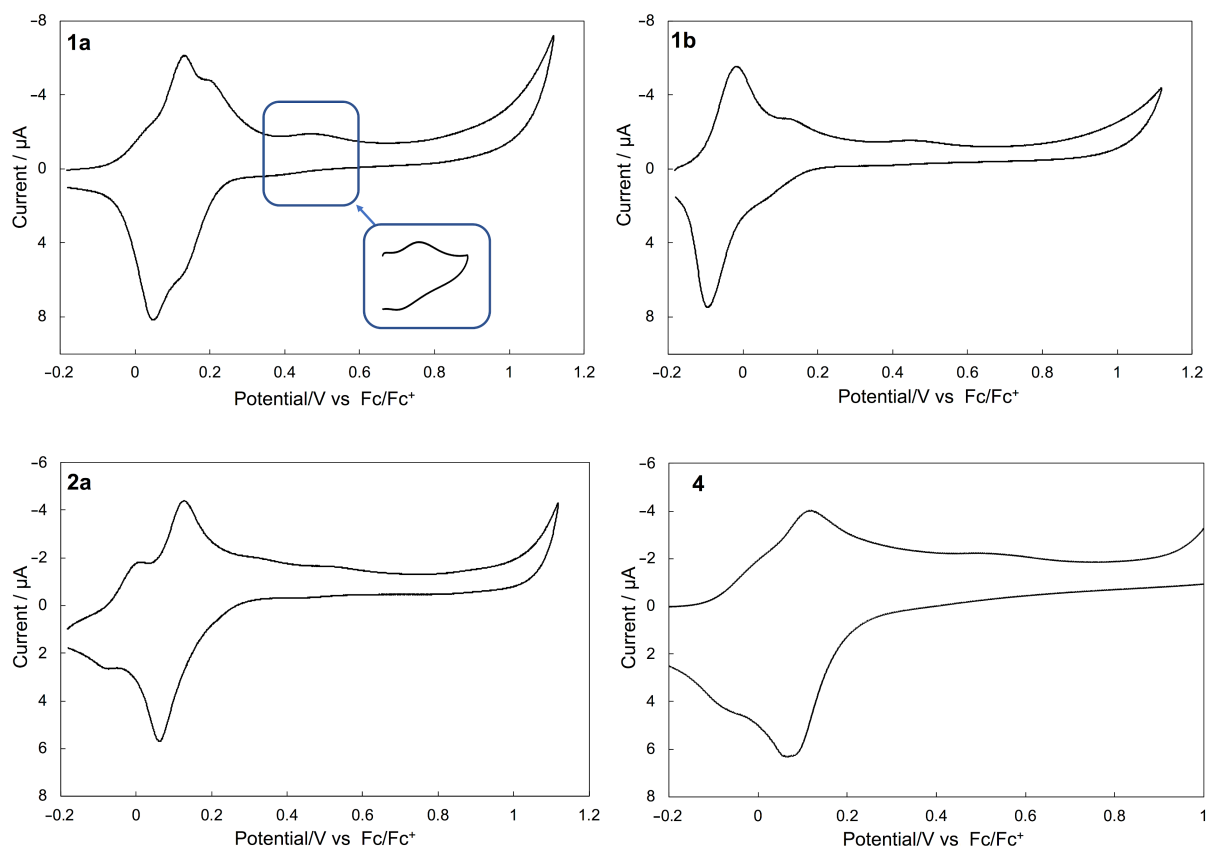 1a
−8
−4
0
4
8
Current / μA
−0.2 0 0.2 0.4 0.6 0.8 1 1.2
Potential/V vs Fc/Fc⁺
1b
−8
−4
0
4
8
Current / μA
−0.2 0 0.2 0.4 0.6 0.8 1 1.2
Potential/V vs Fc/Fc⁺
2a
−6
−4
−2
0
2
4
6
8
Current / μA
−0.2 0 0.2 0.4 0.6 0.8 1 1.2
Potential/V vs Fc/Fc⁺
4
−6
−4
−2
0
2
4
6
8
Current / μA
−0.2 0 0.2 0.4 0.6 0.8 1
Potential/V vs Fc/Fc⁺